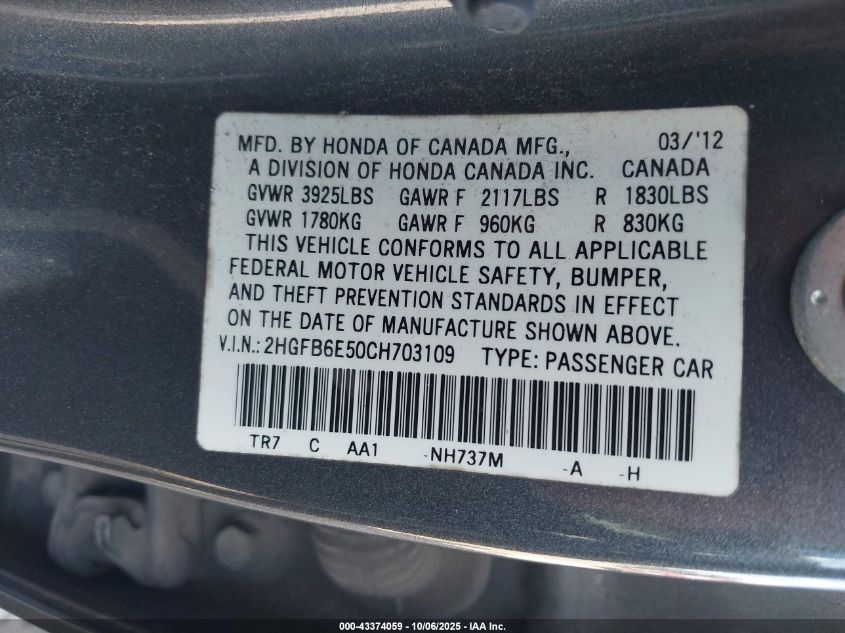 MFD. BY HONDA OF CANADA MFG., 03/'12
A DIVISION OF HONDA CANADA INC. CANADA
GVWR 3925LBS GAWR F 2117LBS R 1830LBS
GVWR 1780KG GAWR F 960KG R 830KG
THIS VEHICLE CONFORMS TO ALL APPLICABLE
FEDERAL MOTOR VEHICLE SAFETY, BUMPER,
AND THEFT PREVENTION STANDARDS IN EFFECT
ON THE DATE OF MANUFACTURE SHOWN ABOVE.
V.I.N.: 2HGFB6E50CH703109 TYPE: PASSENGER CAR
TR7 C AA1 -NH737M -A -H
000-43374059 | 10/06/2025 | IAA Inc.